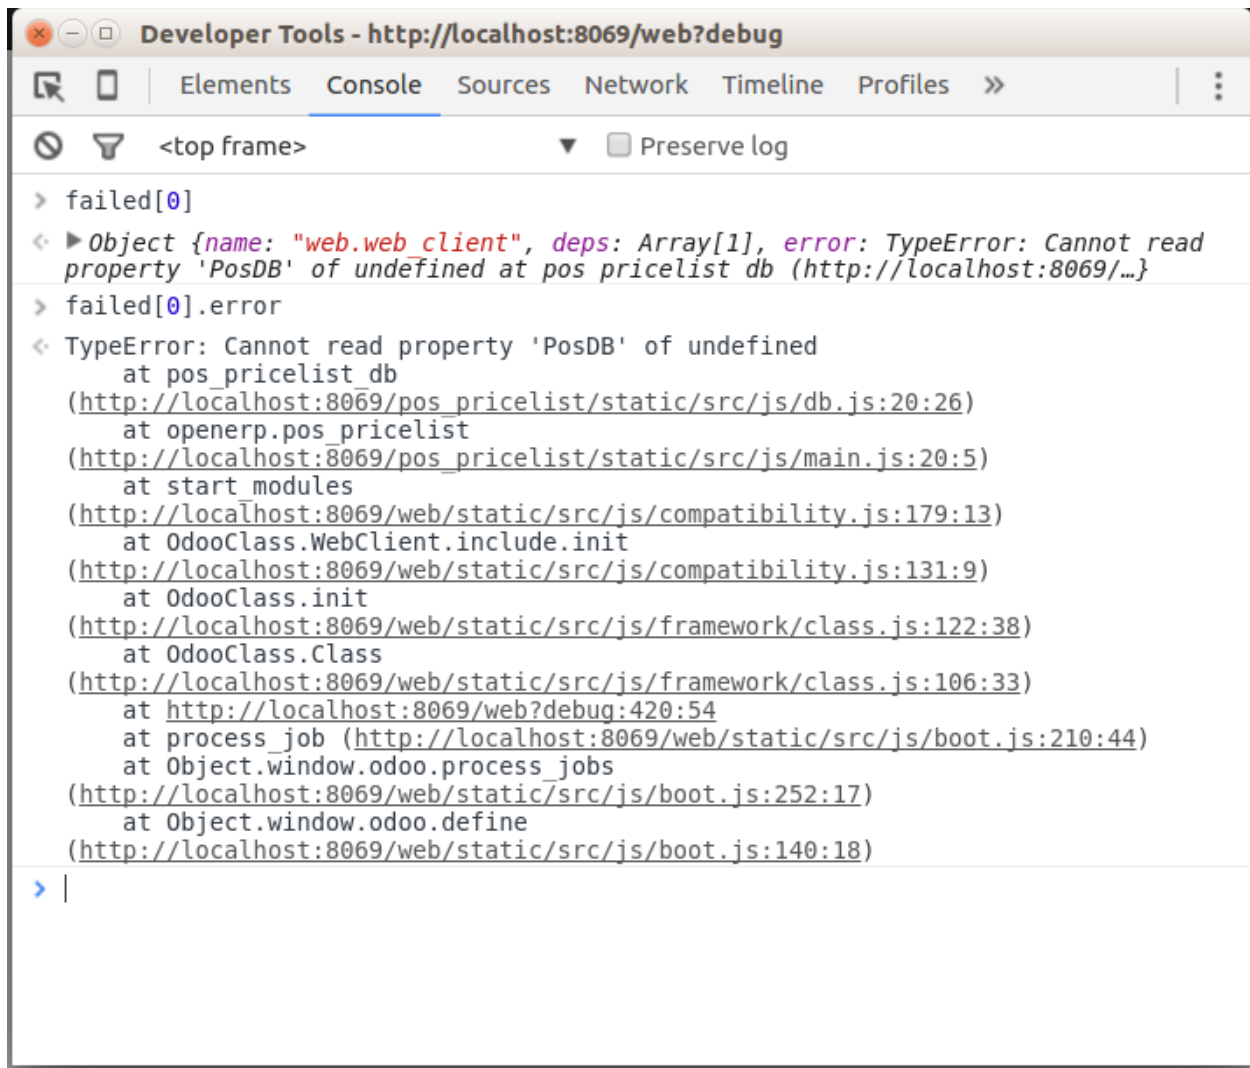 Developer Tools - http://localhost:8069/web?debug
Elements Console Sources Network Timeline Profiles »
<top frame> ▼ Preserve log
> failed[0]
Object {name: "web.web_client", deps: Array[1], error: TypeError: Cannot read
property 'PosDB' of undefined at pos_pricelist_db (http://localhost:8069/…}
> failed[0].error
TypeError: Cannot read property 'PosDB' of undefined
at pos_pricelist_db
(http://localhost:8069/pos_pricelist/static/src/js/db.js:20:26)
at openerp.pos_pricelist
(http://localhost:8069/pos_pricelist/static/src/js/main.js:20:5)
at start_modules
(http://localhost:8069/web/static/src/js/compatibility.js:179:13)
at OdooClass.WebClient.include.init
(http://localhost:8069/web/static/src/js/compatibility.js:131:9)
at OdooClass.init
(http://localhost:8069/web/static/src/js/framework/class.js:122:38)
at OdooClass.Class
(http://localhost:8069/web/static/src/js/framework/class.js:106:33)
at http://localhost:8069/web?debug:420:54
at process_job (http://localhost:8069/web/static/src/js/boot.js:210:44)
at Object.window.odoo.process_jobs
(http://localhost:8069/web/static/src/js/boot.js:252:17)
at Object.window.odoo.define
(http://localhost:8069/web/static/src/js/boot.js:140:18)
>